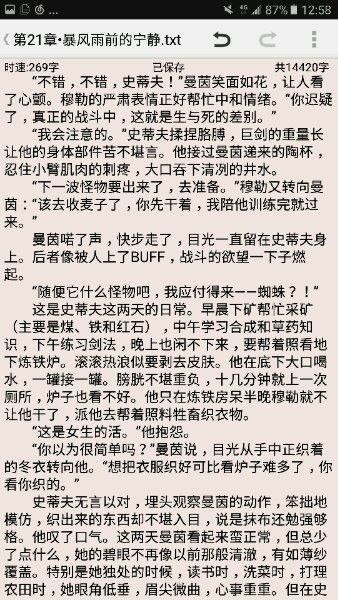 4G 87% 12:58
第21章•暴风雨前的宁静.txt
时速:269字 已保存 共14420字
“不错，不错，史蒂夫！”曼茵笑面如花，让人看
了心颤。穆勒的严肃表情正好帮忙中和情绪。“你迟疑
了，真正的战斗中，这就是生与死的差别。”
“我会注意的。”史蒂夫揉捏胳膊，巨剑的重量长
让他的身体部件苦不堪言。他接过曼茵递来的陶杯，
忍住小臂肌肉的刺疼，大口吞下清冽的井水。
“下一波怪物要出来了，去准备。”穆勒又转向曼
茵：“该去收麦子了，你先干着，我陪他训练完就过
来。”
曼茵喏了声，快步走了，目光一直留在史蒂夫身
上。后者像被人上了BUFF，战斗的欲望一下子燃
起。
“随便它什么怪物吧，我应付得来——蜘蛛？！”
这是史蒂夫这两天的日常。早晨下矿帮忙采矿
（主要是煤、铁和红石），中午学习合成和草药知
识，下午练习剑法，晚上也闲不下来，要帮着照看地
下炼铁炉。滚滚热浪似要剥去皮肤。他在底下大口喝
水，一罐接一罐。膀胱不堪重负，十几分钟就上一次
厕所，炉子也看不好。他只在炼铁房呆半晚穆勒就不
让他干了，派他去帮着照料牲畜织衣物。
“这是女生的活。”他抱怨。
“你以为很简单吗？”曼茵说，目光从手中正织着
的冬衣转向他。“想把衣服织好可比看炉子难多了，你
看你织的。”
史蒂夫无言以对，埋头观察曼茵的动作，笨拙地
模仿，织出来的东西却不堪入目，说是抹布还勉强够
格。他叹了口气。这两天曼茵看起来蛮正常，但总少
了点什么，她的碧眼不再像以前那般清澈，有如薄纱
覆盖。特别是她独处的时候，读书时，洗菜时，打理
农田时，她眼角低垂，眉尖微曲，心事重重。但在史